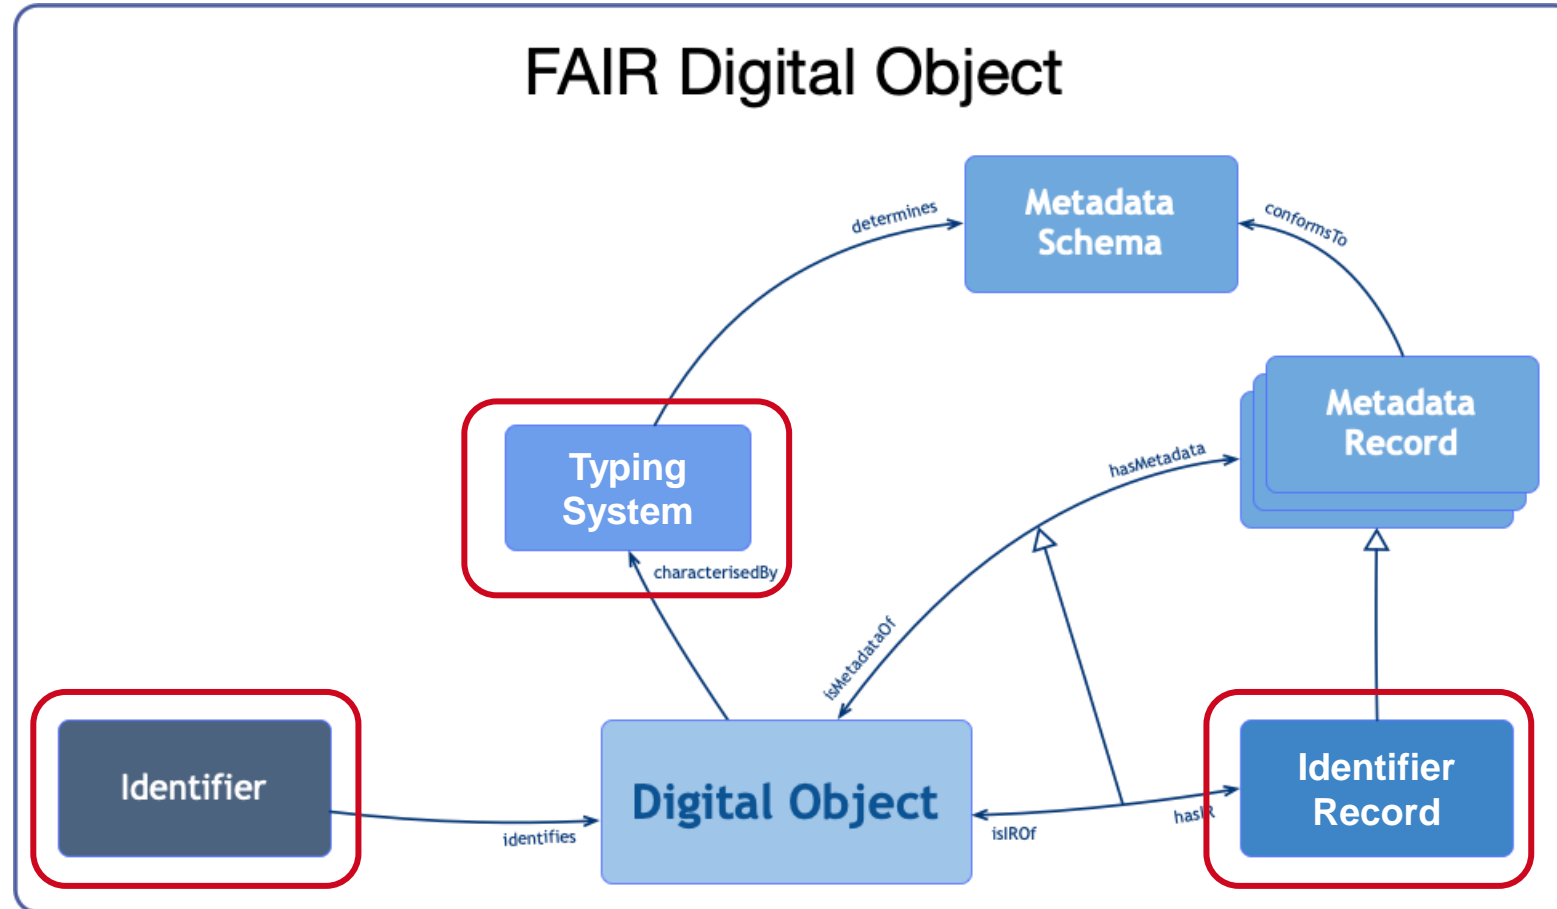 FAIR Digital Object
Metadata
Schema
determines
conformsTo
Metadata
Record
hasMetadata
Typing
System
characterisedBy
isMetadataOf
Identifier
identifies
Digital Object
isIROf
hasIR
Identifier
Record